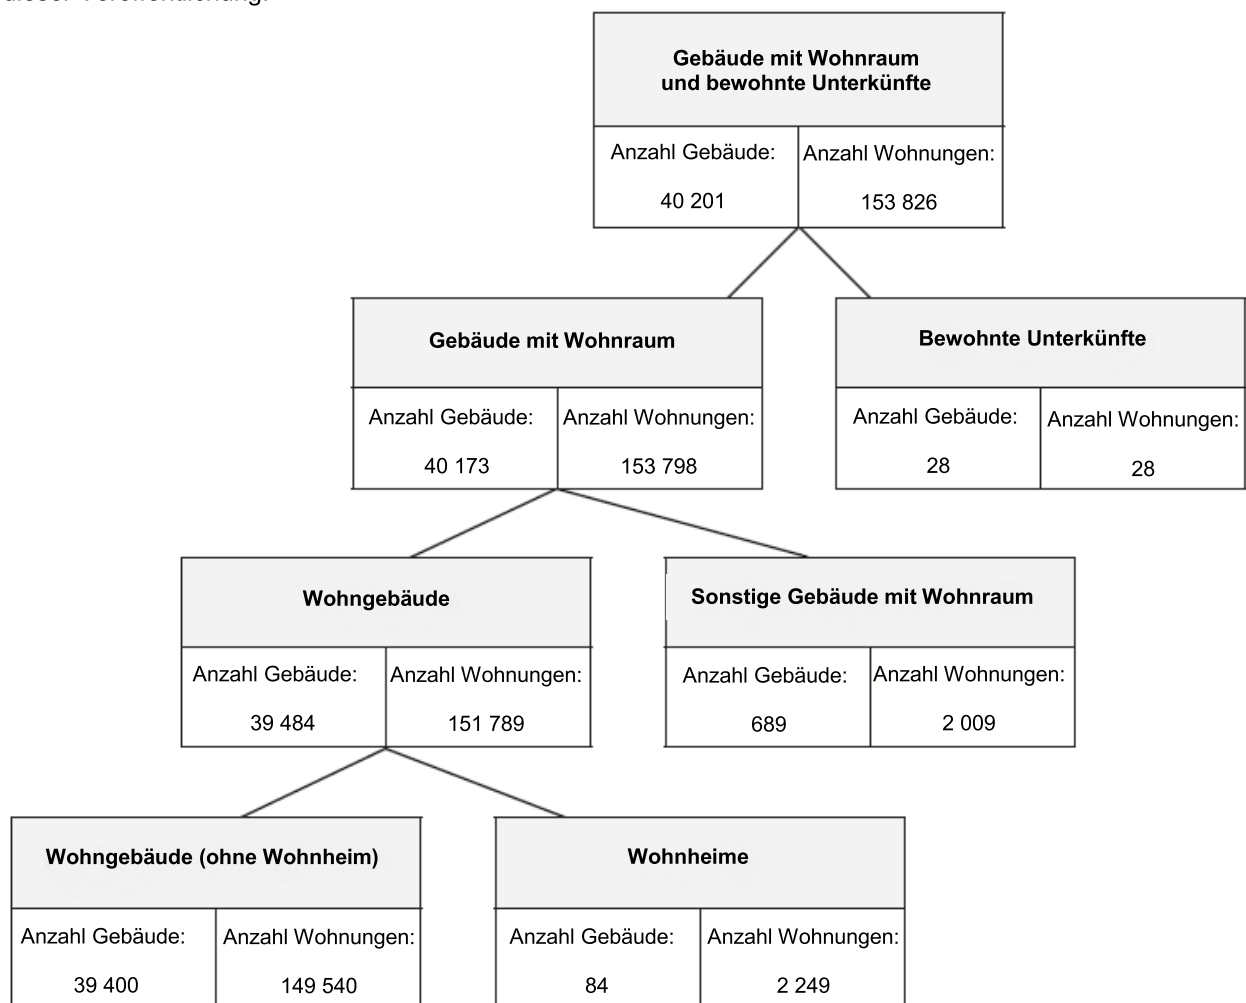 dieser Veröffentlichung.
Gebäude mit Wohnraum
und bewohnte Unterkünfte
Anzahl Gebäude:
Anzahl Wohnungen:
40 201
153 826
Gebäude mit Wohnraum
Anzahl Gebäude:
Anzahl Wohnungen:
40 173
153 798
Bewohnte Unterkünfte
Anzahl Gebäude:
Anzahl Wohnungen:
28
28
Wohngebäude
Anzahl Gebäude:
Anzahl Wohnungen:
39 484
151 789
Sonstige Gebäude mit Wohnraum
Anzahl Gebäude:
Anzahl Wohnungen:
689
2 009
Wohngebäude (ohne Wohnheim)
Anzahl Gebäude:
Anzahl Wohnungen:
39 400
149 540
Wohnheime
Anzahl Gebäude:
Anzahl Wohnungen:
84
2 249